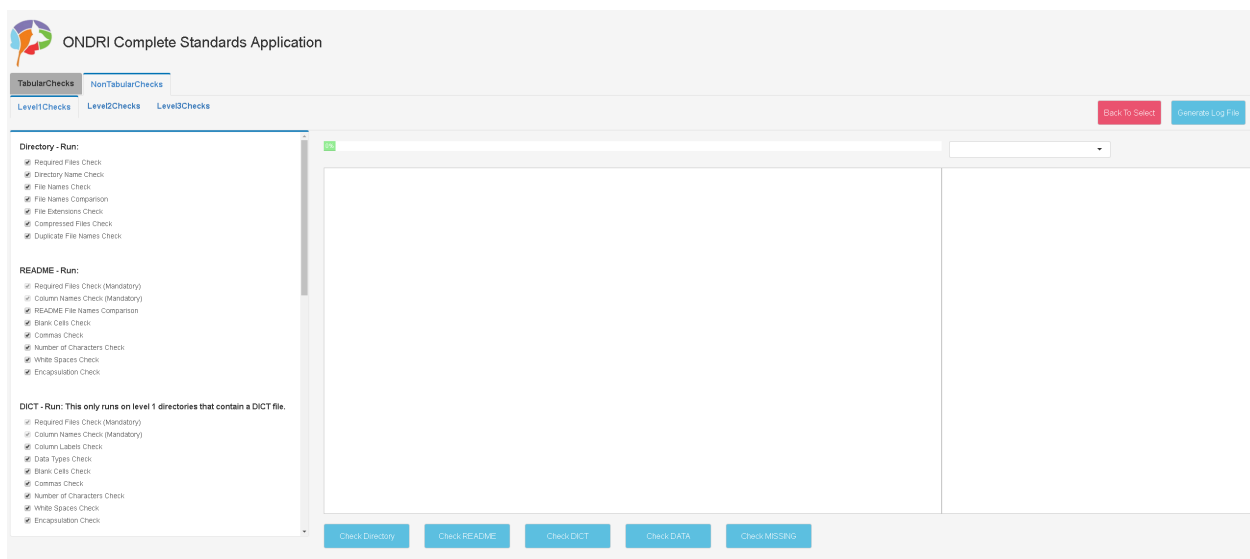 ONDRI Complete Standards Application
TabularChecks NonTabularChecks
Level1Checks Level2Checks Level3Checks
Back To Select Generate Log File
Directory - Run:
Required Files Check
Directory Name Check
File Names Check
File Names Comparison
File Extensions Check
Compressed Files Check
Duplicate File Names Check
README - Run:
Required Files Check (Mandatory)
Column Names Check (Mandatory)
README File Names Comparison
Blank Cells Check
Commas Check
Number of Characters Check
White Spaces Check
Encapsulation Check
DICT - Run: This only runs on level 1 directories that contain a DICT file.
Required Files Check (Mandatory)
Column Names Check (Mandatory)
Column Labels Check
Data Types Check
Blank Cells Check
Commas Check
Number of Characters Check
White Spaces Check
Encapsulation Check
0%
Check Directory Check README Check DICT Check DATA Check MISSING